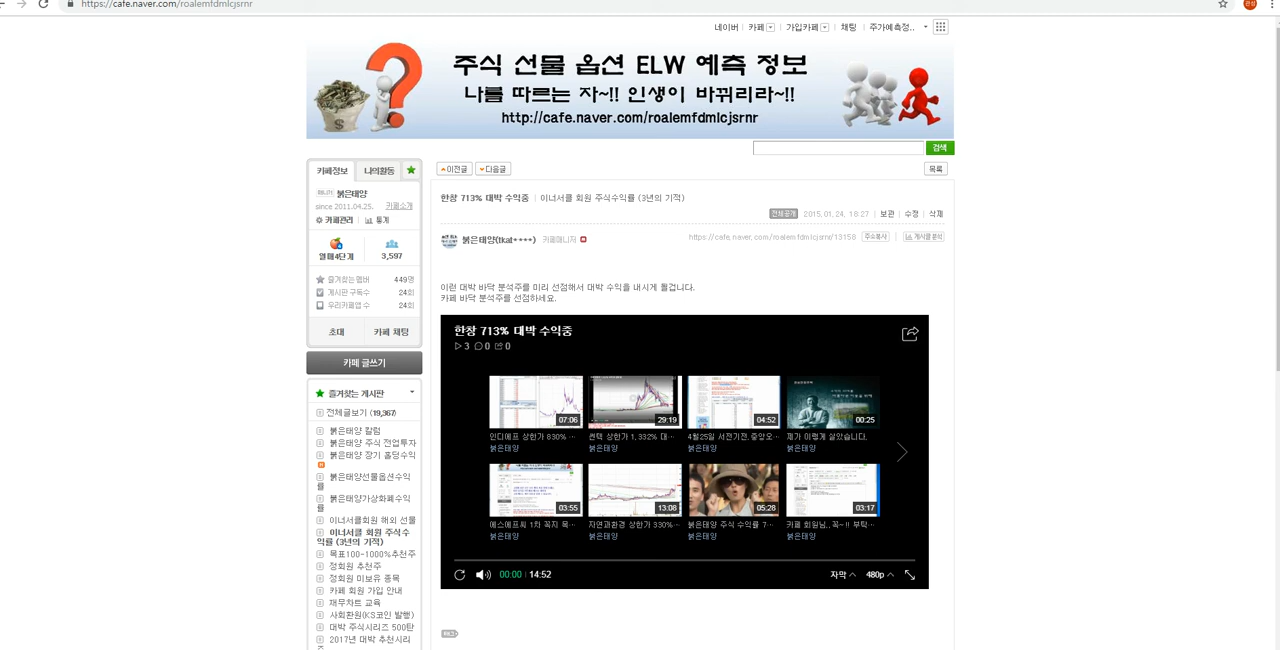 https://cafe.naver.com/roalemfdmlcjsrnr
네이버 카페 가입카페 채팅 주가예측정..
주식 선물 옵션 ELW 예측 정보
나를 따르는 자~!! 인생이 바뀌리라~!!
http://cafe.naver.com/roalemfdmlcjsrnr
검색
카페정보 나의활동
이전글 다음글 목록
매니저 붉은태양
since 2011.04.25. 카페소개
카페관리 통계
열매4단계 3,597
즐겨찾는 멤버 449명
게시판 구독수 24회
우리카페앱 수 24회
초대 카페 채팅
카페 글쓰기
즐겨찾는 게시판
전체글보기 (19,367)
붉은태양 칼럼
붉은태양 주식 전업투자
붉은태양 장기 홀딩수익
붉은태양선물옵션수익
률
붉은태양가상화폐수익
률
이너서클회원 해외 선물
이너서클 회원 주식수
익률 (3년의 기적)
목표100-1000%추천주
정회원 추천주
정회원 미보유 종목
카페 회원 가입 안내
재무차트 교육
사회환원(KS코인 발행)
대박 주식시리즈 500탄
2017년 대박 추천시리
한창 713% 대박 수익중 이너서클 회원 주식수익률 (3년의 기적)
전체공개 2015.01.24. 18:27 보관 수정 삭제
붉은태양(tkat****) 카페매니저
https://cafe.naver.com/roalemfdmlcjsrnr/13158 주소복사 게시글 분석
이런 대박 바닥 분석주를 미리 선점해서 대박 수익을 내시게 될겁니다.
카페 바닥 분석주를 선점하세요.
한창 713% 대박 수익중
3 0 0
07:06 29:19 04:52 00:25
인디에프 상한가 830% ... 썬텍 상한가 1,332% 대... 4월25일 서전기전,중앙오... 제가 이렇게 살았습니다.
붉은태양 붉은태양 붉은태양 붉은태양
03:55 13:08 05:28 03:17
에스에프씨 1차 꼭지 목... 자연과환경 상한가 330%... 붉은태양 주식 수익률 7... 카페 회원님.. 꼭~!! 부탁...
붉은태양 붉은태양 붉은태양 붉은태양
00:00 14:52 자막 480p
태그